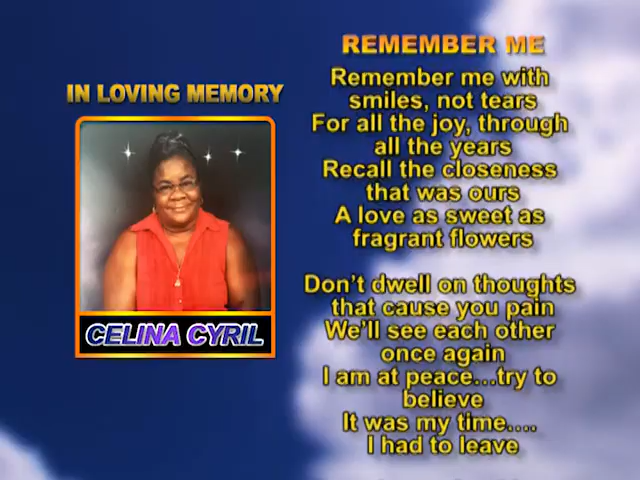 IN LOVING MEMORY
CELINA CYRIL
REMEMBER ME
Remember me with
smiles, not tears
For all the joy, through
all the years
Recall the closeness
that was ours
A love as sweet as
fragrant flowers
Don't dwell on thoughts
that cause you pain
We'll see each other
once again
I am at peace...try to
believe
It was my time....
I had to leave